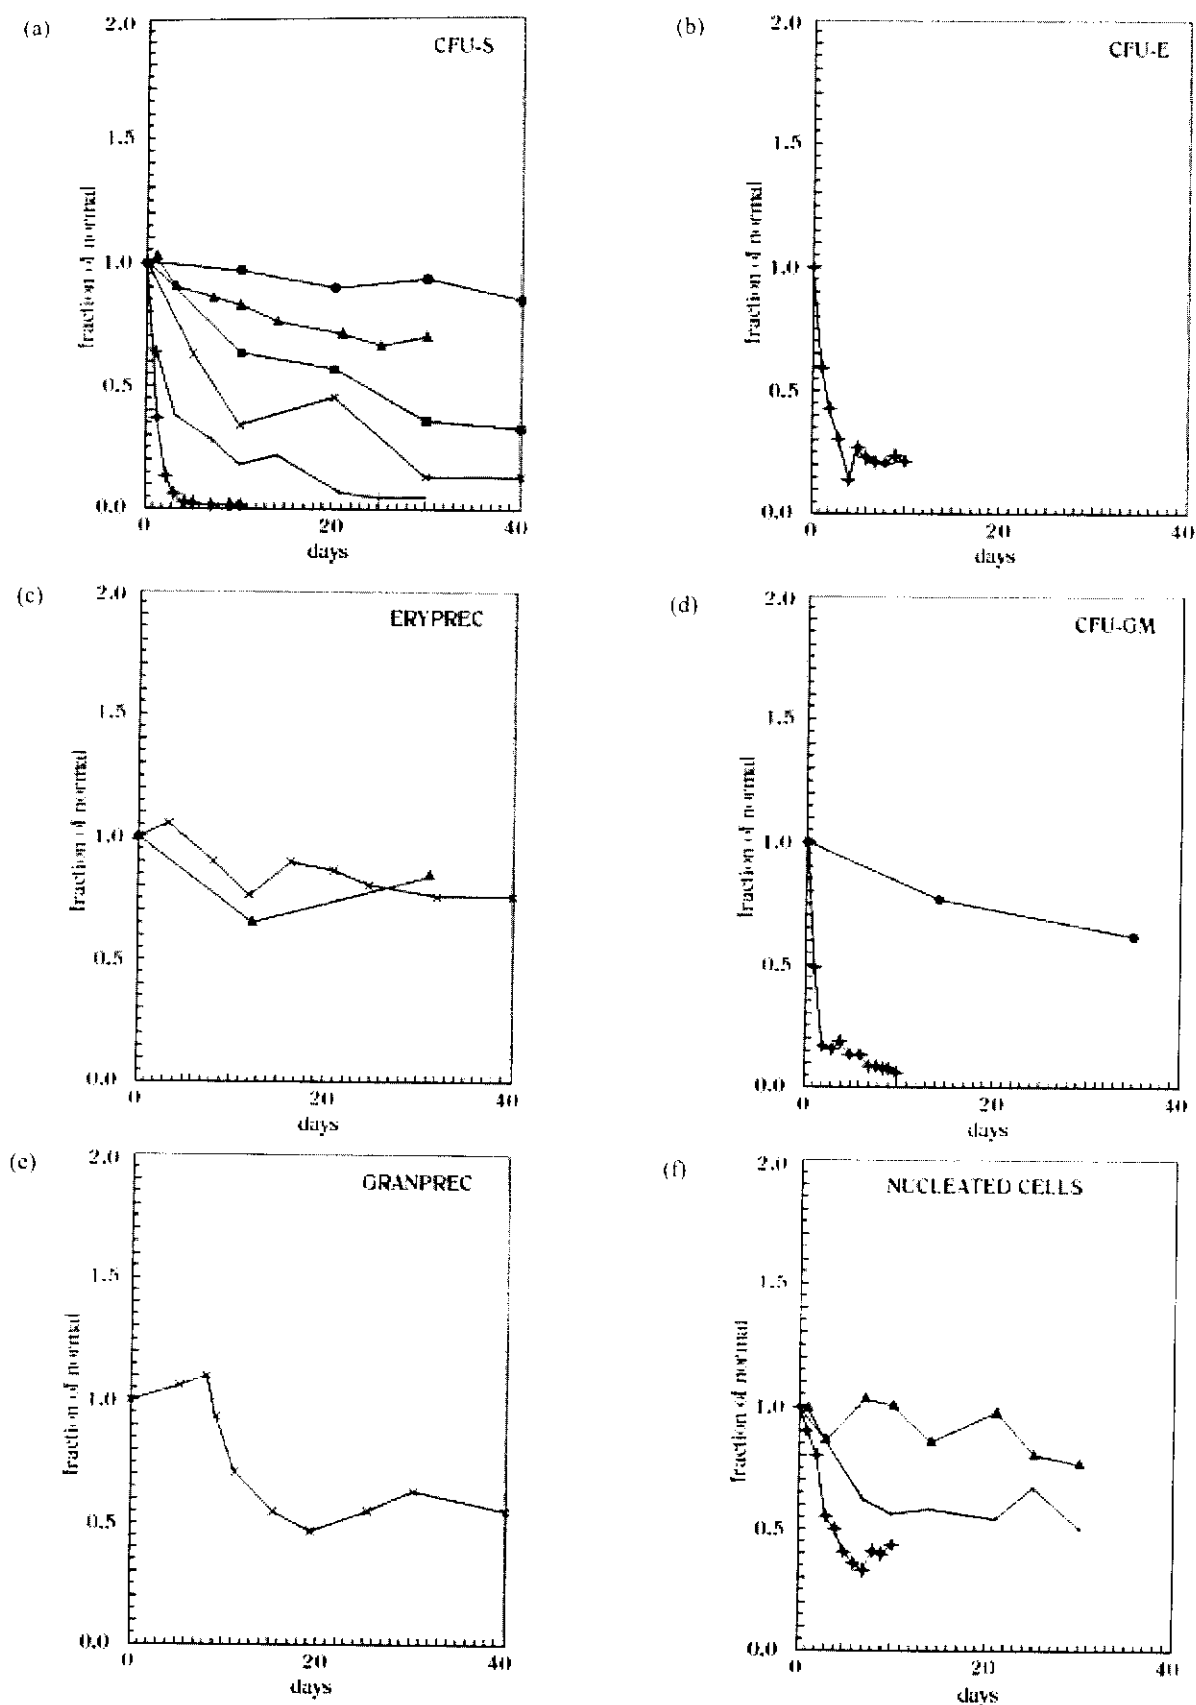 (a)
CFU-S
2.0
1.5
1.0
0.5
0.0
fraction of normal
0 20 40
days
(b)
CFU-E
2.0
1.5
1.0
0.5
0.0
fraction of normal
0 20 40
days
(c)
ERYPREC
2.0
1.5
1.0
0.5
0.0
fraction of normal
0 20 40
days
(d)
CFU-GM
2.0
1.5
1.0
0.5
0.0
fraction of normal
0 20 40
days
(e)
GRANPREC
2.0
1.5
1.0
0.5
0.0
fraction of normal
0 20 40
days
(f)
NUCLEATED CELLS
2.0
1.5
1.0
0.5
0.0
fraction of normal
0 20 40
days